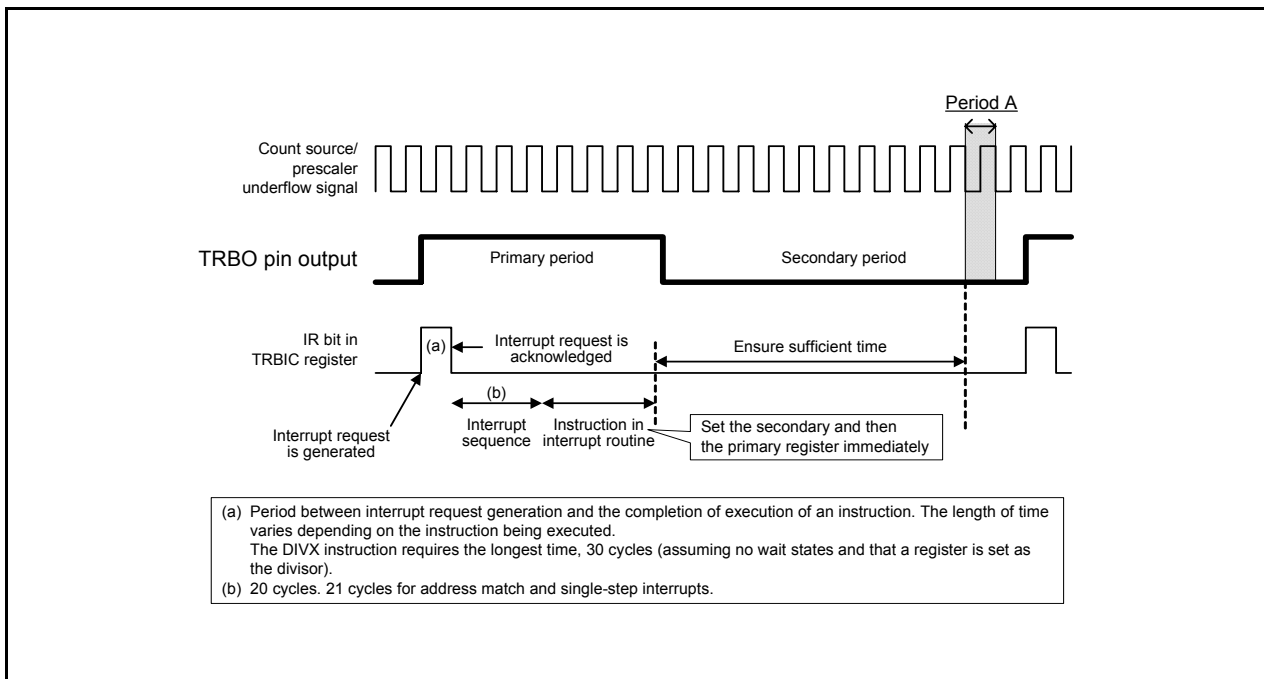 Period A
Count source/
prescaler
underflow signal
TRBO pin output
Primary period
Secondary period
IR bit in
TRBIC register
(a)
Interrupt request is
acknowledged
Ensure sufficient time
(b)
Interrupt
sequence
Instruction in
interrupt routine
Set the secondary and then
the primary register immediately
Interrupt request
is generated
(a) Period between interrupt request generation and the completion of execution of an instruction. The length of time
varies depending on the instruction being executed.
The DIVX instruction requires the longest time, 30 cycles (assuming no wait states and that a register is set as
the divisor).
(b) 20 cycles. 21 cycles for address match and single-step interrupts.